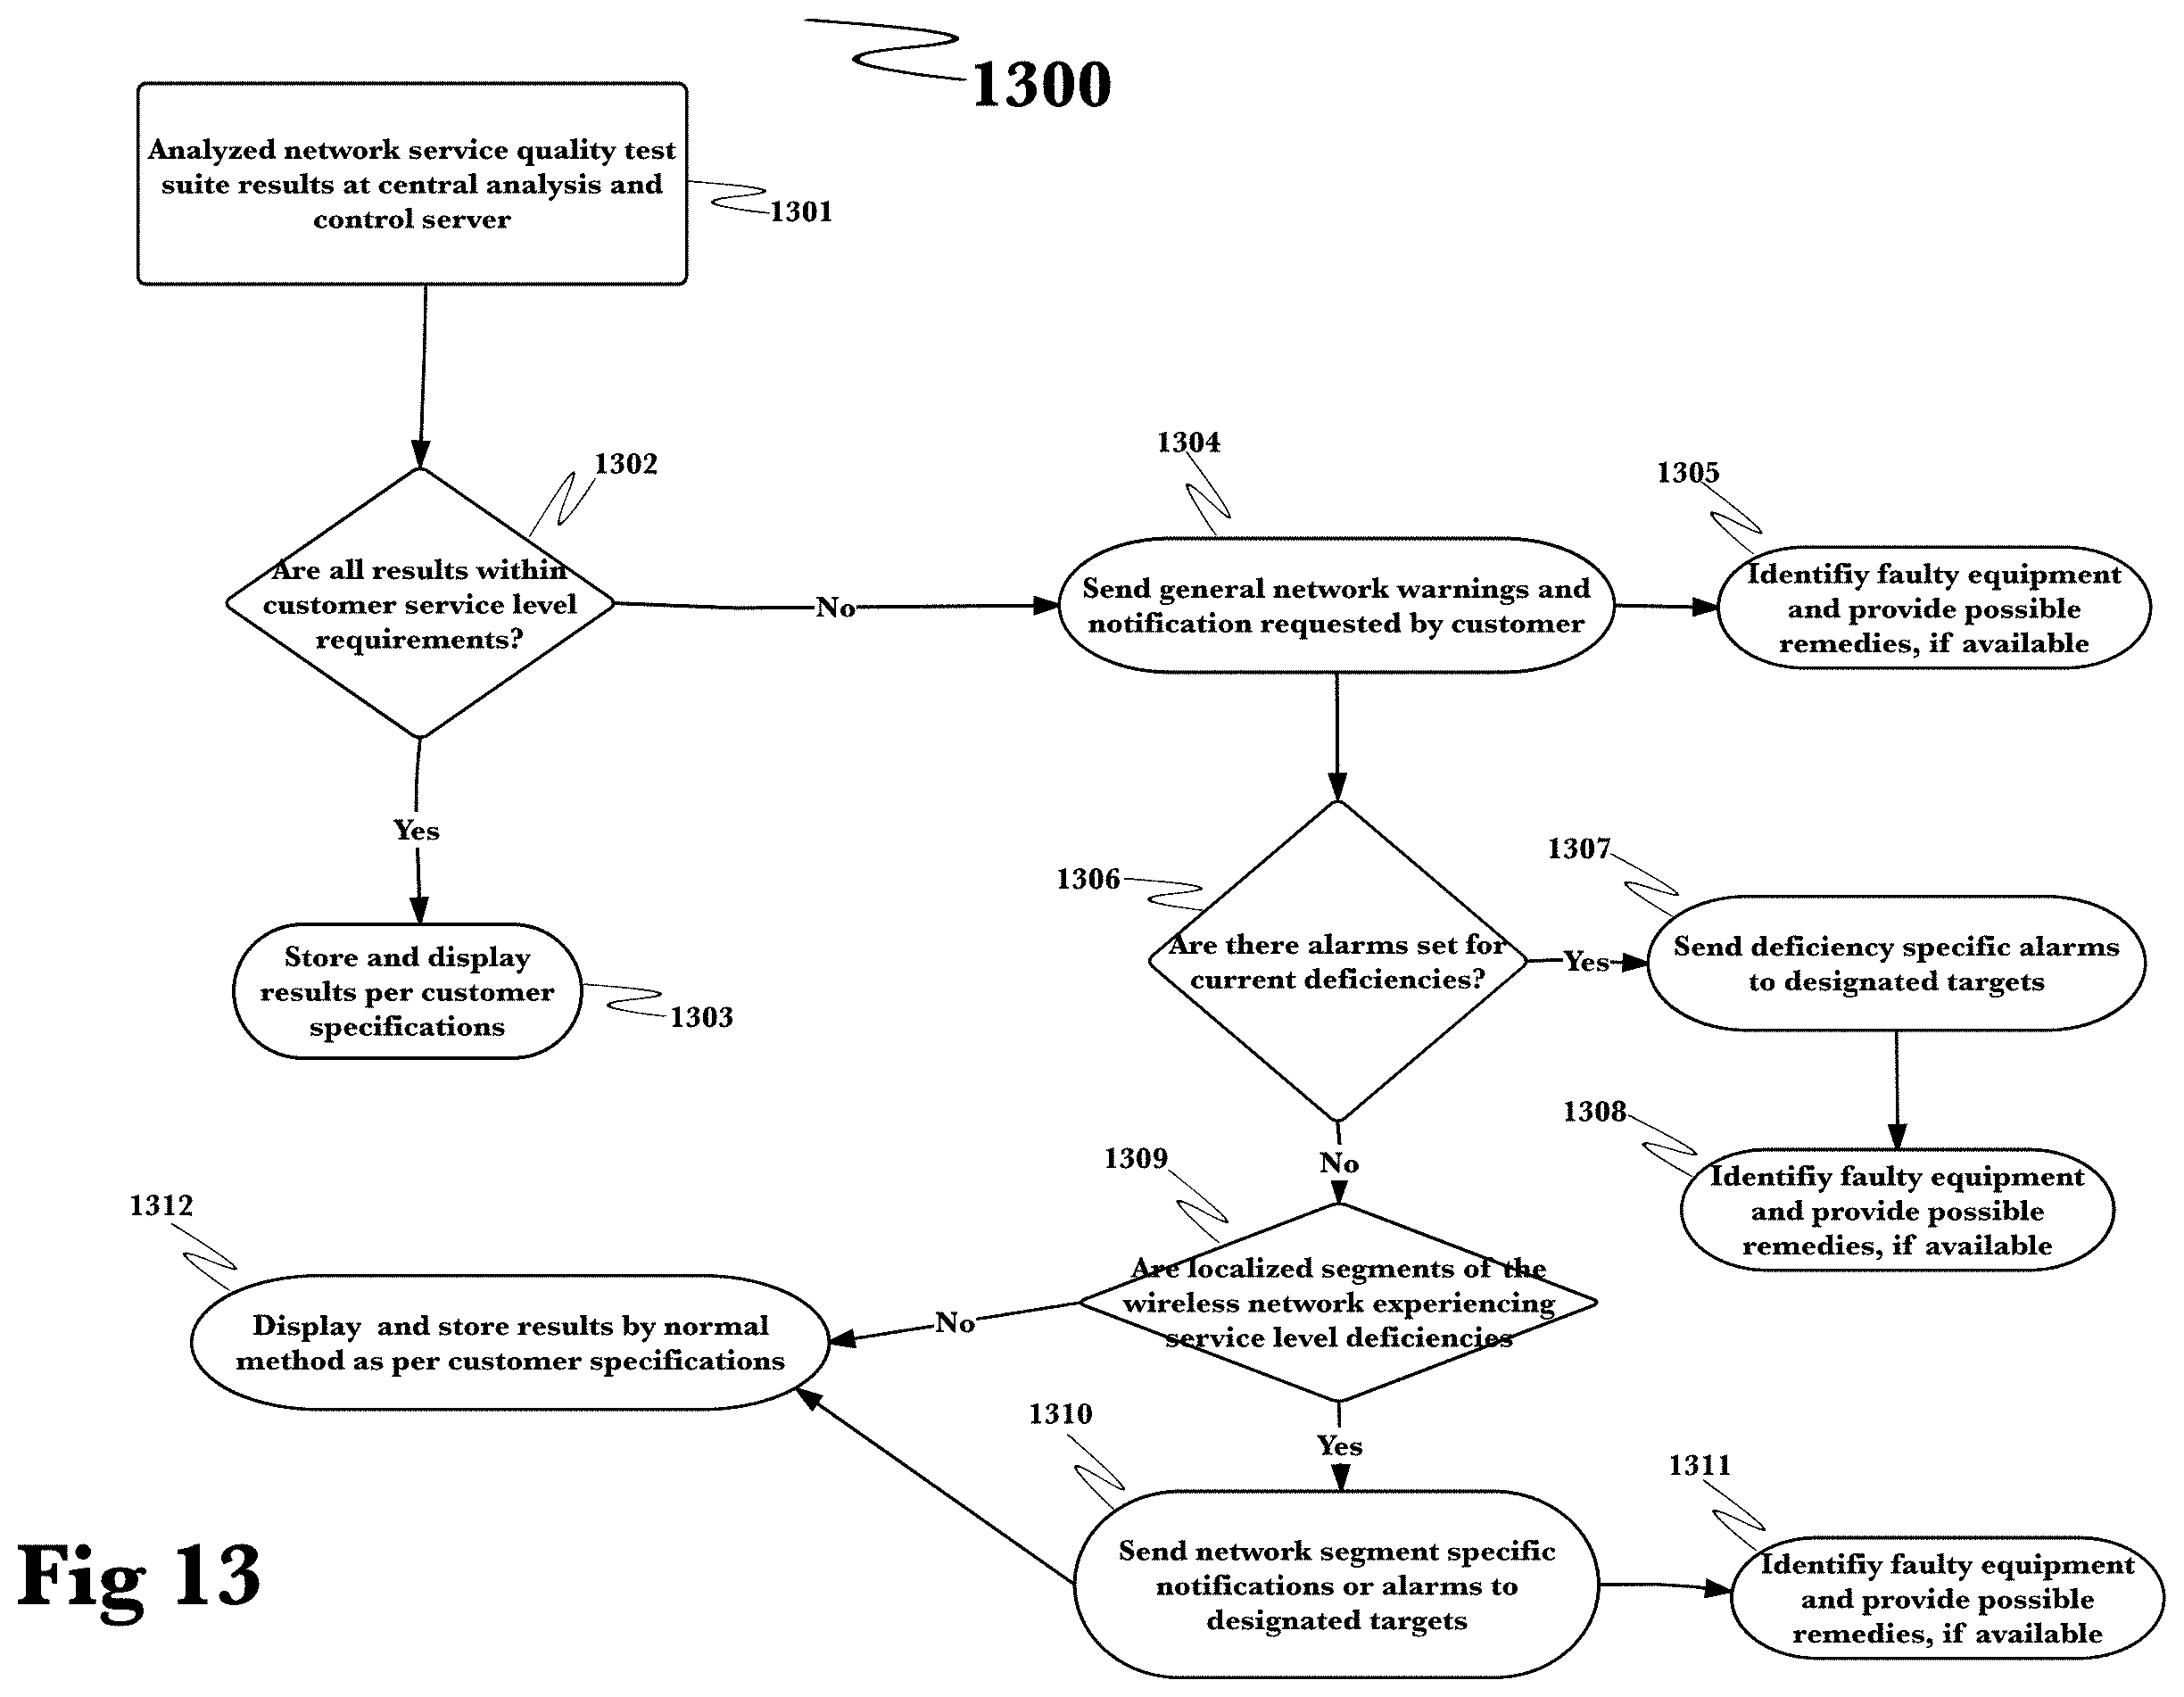 1300
Analyzed network service quality test
suite results at central analysis and
control server
1301
1302
Are all results within
customer service level
requirements?
No
Yes
Store and display
results per customer
specifications
1303
1304
Send general network warnings and
notification requested by customer
1305
Identifiy faulty equipment
and provide possible
remedies, if available
1306
Are there alarms set for
current deficiencies?
Yes
1307
Send deficiency specific alarms
to designated targets
1308
Identifiy faulty equipment
and provide possible
remedies, if available
No
1309
Are localized segments of the
wireless network experiencing
service level deficiencies
No
1312
Display and store results by normal
method as per customer specifications
Yes
1310
Send network segment specific
notifications or alarms to
designated targets
1311
Identifiy faulty equipment
and provide possible
remedies, if available
Fig 13